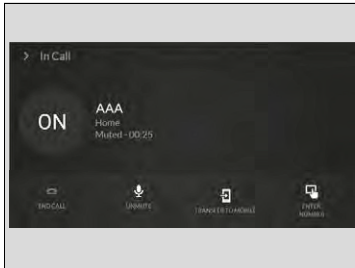 In Call
ON
AAA
Home
Muted - 00:25
END CALL
UNMUTE
TRANSFER TO MOBILE
ENTER
NUMBER